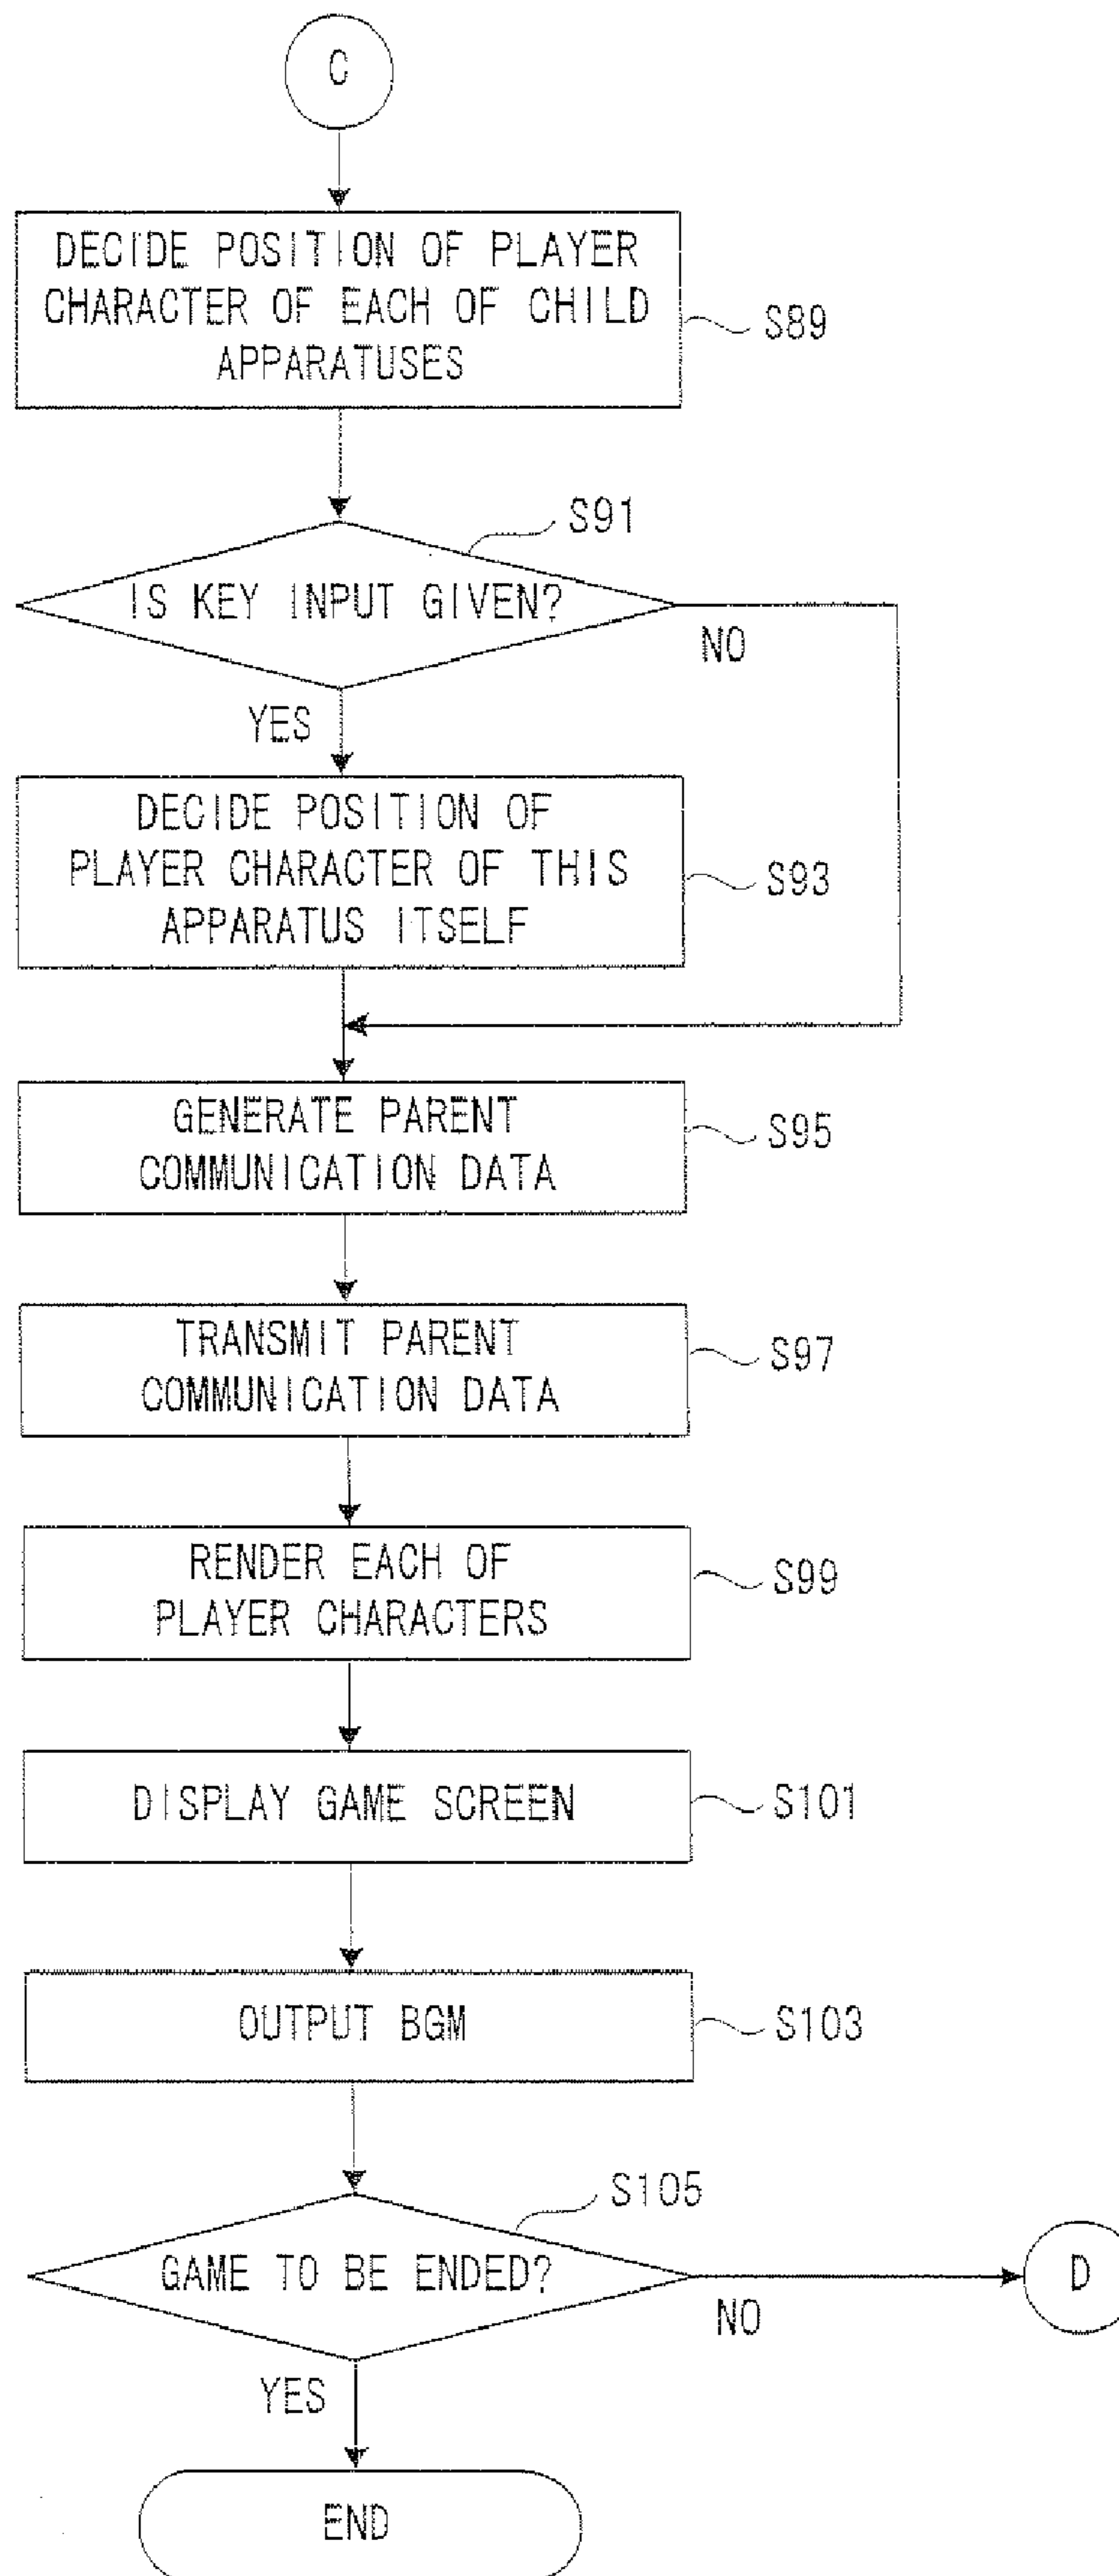 C
DECIDE POSITION OF PLAYER
CHARACTER OF EACH OF CHILD
APPARATUSES
S89
S91
IS KEY INPUT GIVEN?
NO
YES
DECIDE POSITION OF
PLAYER CHARACTER OF THIS
APPARATUS ITSELF
S93
GENERATE PARENT
COMMUNICATION DATA
S95
TRANSMIT PARENT
COMMUNICATION DATA
S97
RENDER EACH OF
PLAYER CHARACTERS
S99
DISPLAY GAME SCREEN
S101
OUTPUT BGM
S103
S105
GAME TO BE ENDED?
D
NO
YES
END